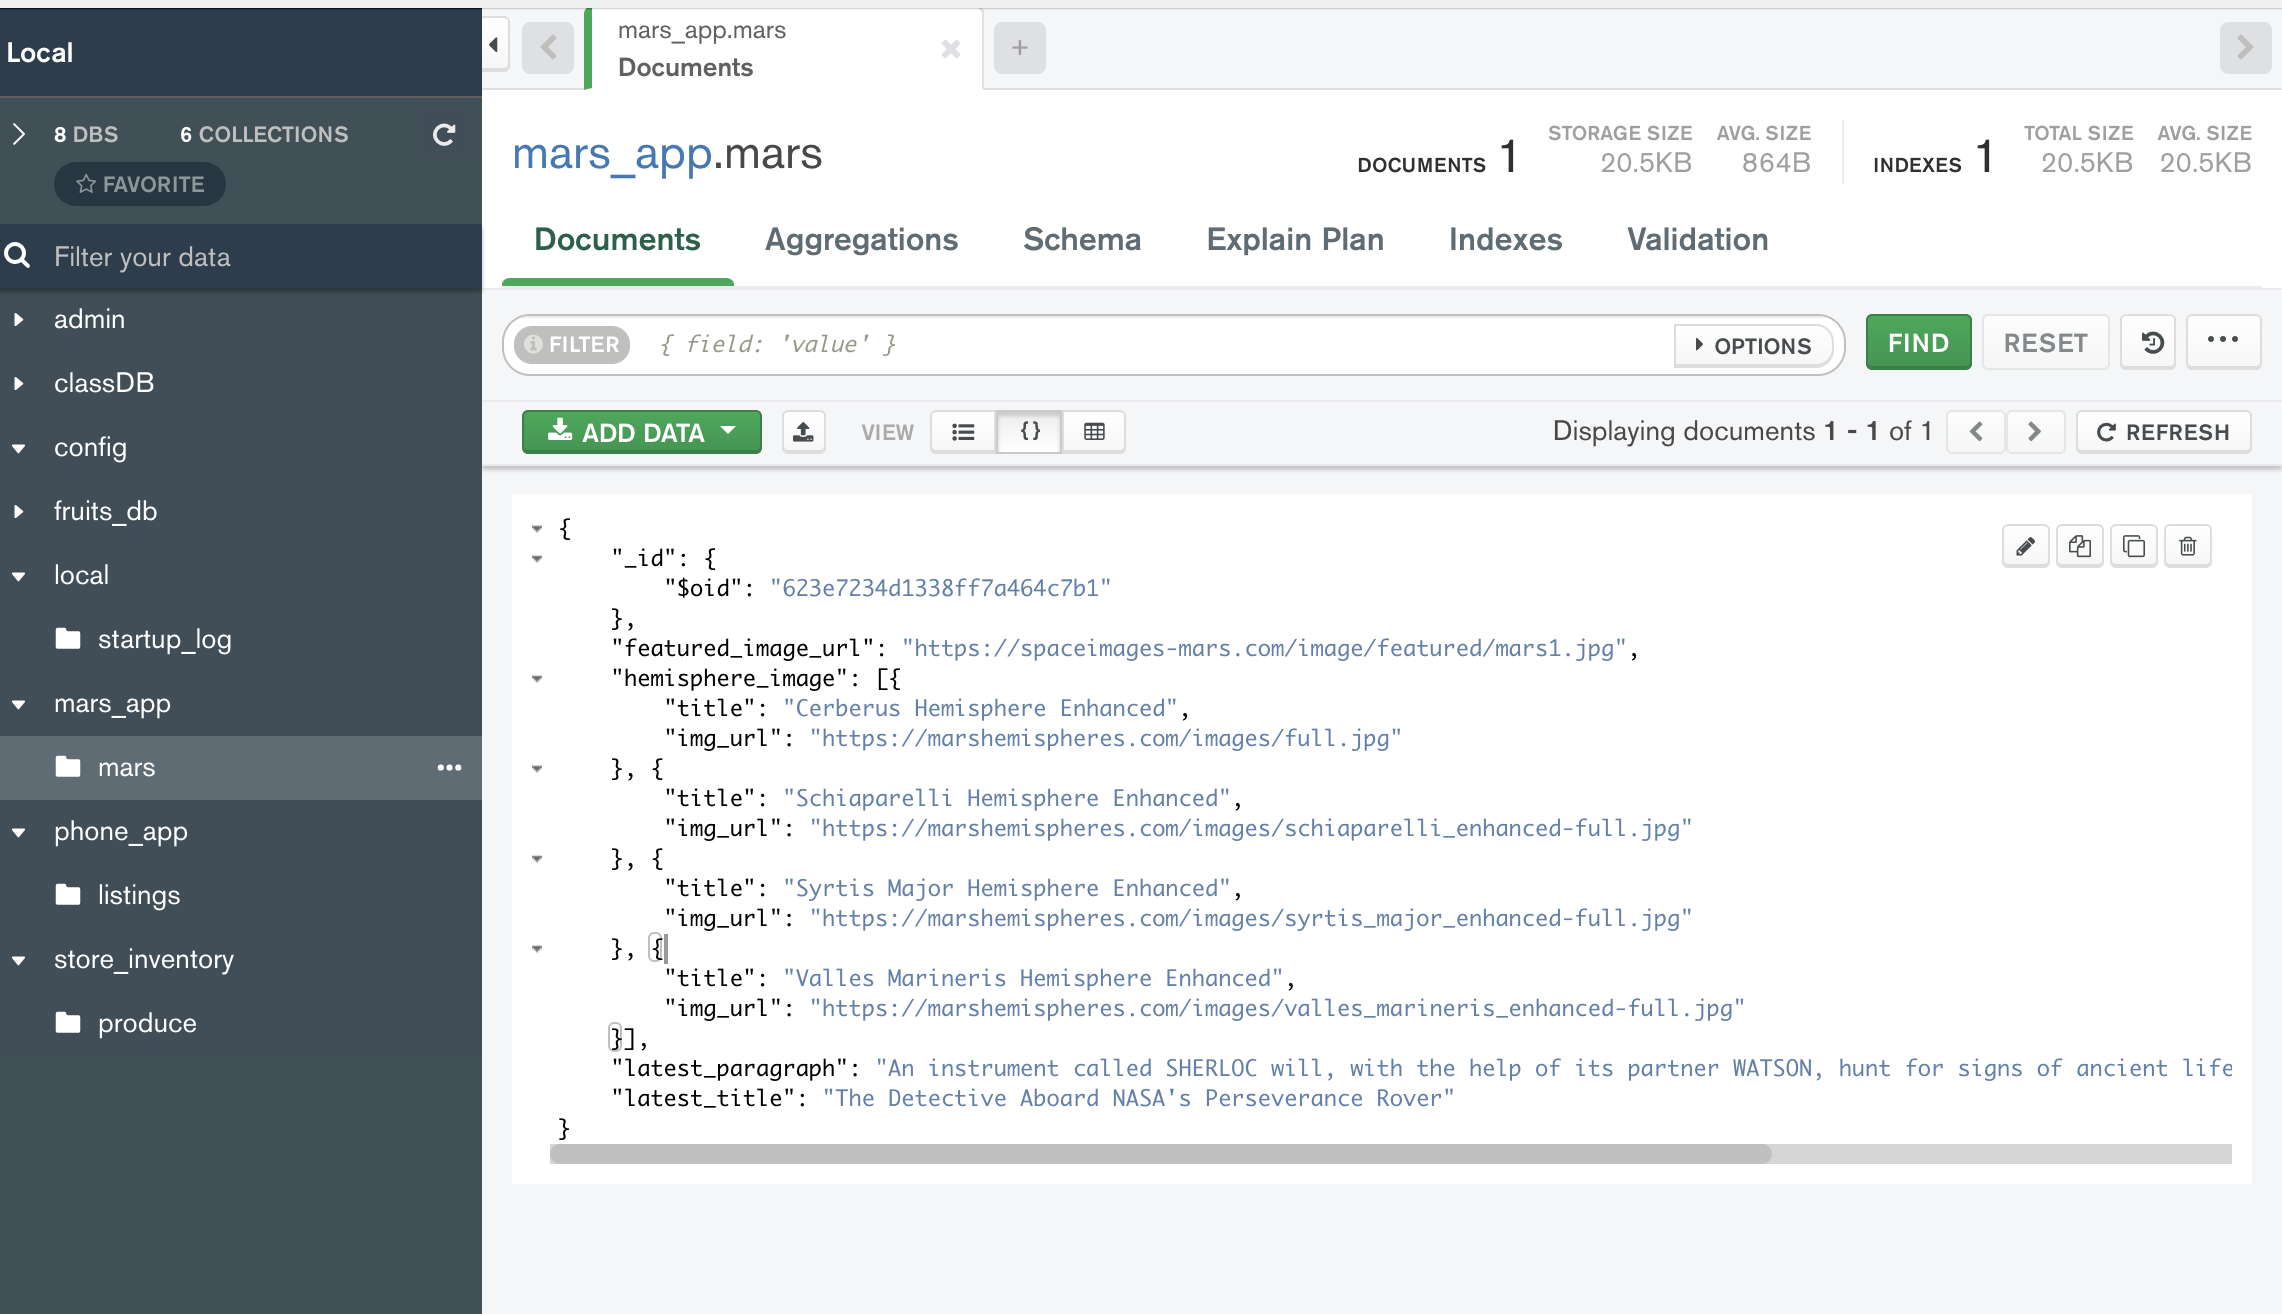 Local
8 DBS 6 COLLECTIONS
FAVORITE
Filter your data
admin
classDB
config
fruits_db
local
startup_log
mars_app
mars
phone_app
listings
store_inventory
produce
mars_app.mars
Documents
mars_app.mars
DOCUMENTS 1 STORAGE SIZE 20.5KB AVG. SIZE 864B INDEXES 1 TOTAL SIZE 20.5KB AVG. SIZE 20.5KB
Documents Aggregations Schema Explain Plan Indexes Validation
FILTER { field: 'value' } OPTIONS FIND RESET
ADD DATA VIEW {} Displaying documents 1 - 1 of 1 REFRESH
{
"_id": {
"$oid": "623e7234d1338ff7a464c7b1"
},
"featured_image_url": "https://spaceimages-mars.com/image/featured/mars1.jpg",
"hemisphere_image": [{
"title": "Cerberus Hemisphere Enhanced",
"img_url": "https://marshemispheres.com/images/full.jpg"
}, {
"title": "Schiaparelli Hemisphere Enhanced",
"img_url": "https://marshemispheres.com/images/schiaparelli_enhanced-full.jpg"
}, {
"title": "Syrtis Major Hemisphere Enhanced",
"img_url": "https://marshemispheres.com/images/syrtis_major_enhanced-full.jpg"
}, {
"title": "Valles Marineris Hemisphere Enhanced",
"img_url": "https://marshemispheres.com/images/valles_marineris_enhanced-full.jpg"
}],
"latest_paragraph": "An instrument called SHERLOC will, with the help of its partner WATSON, hunt for signs of ancient life
"latest_title": "The Detective Aboard NASA's Perseverance Rover"
}